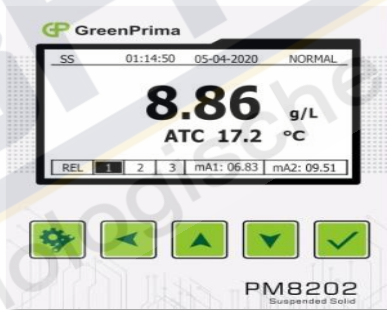 GP GreenPrima
SS 01:14:50 05-04-2020 NORMAL
8.86 g/L
ATC 17.2 °C
REL 1 2 3 mA1: 06.83 mA2: 09.51
PM8202
Suspended Solid